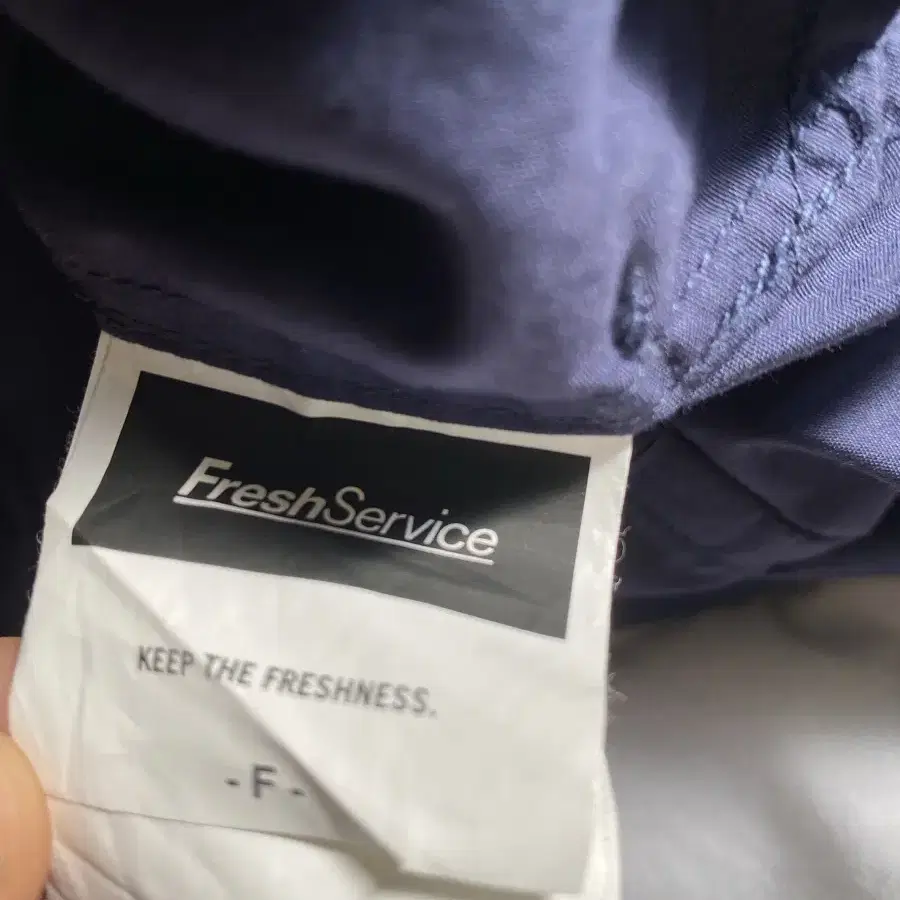 FreshService
KEEP THE FRESHNESS.
- F -